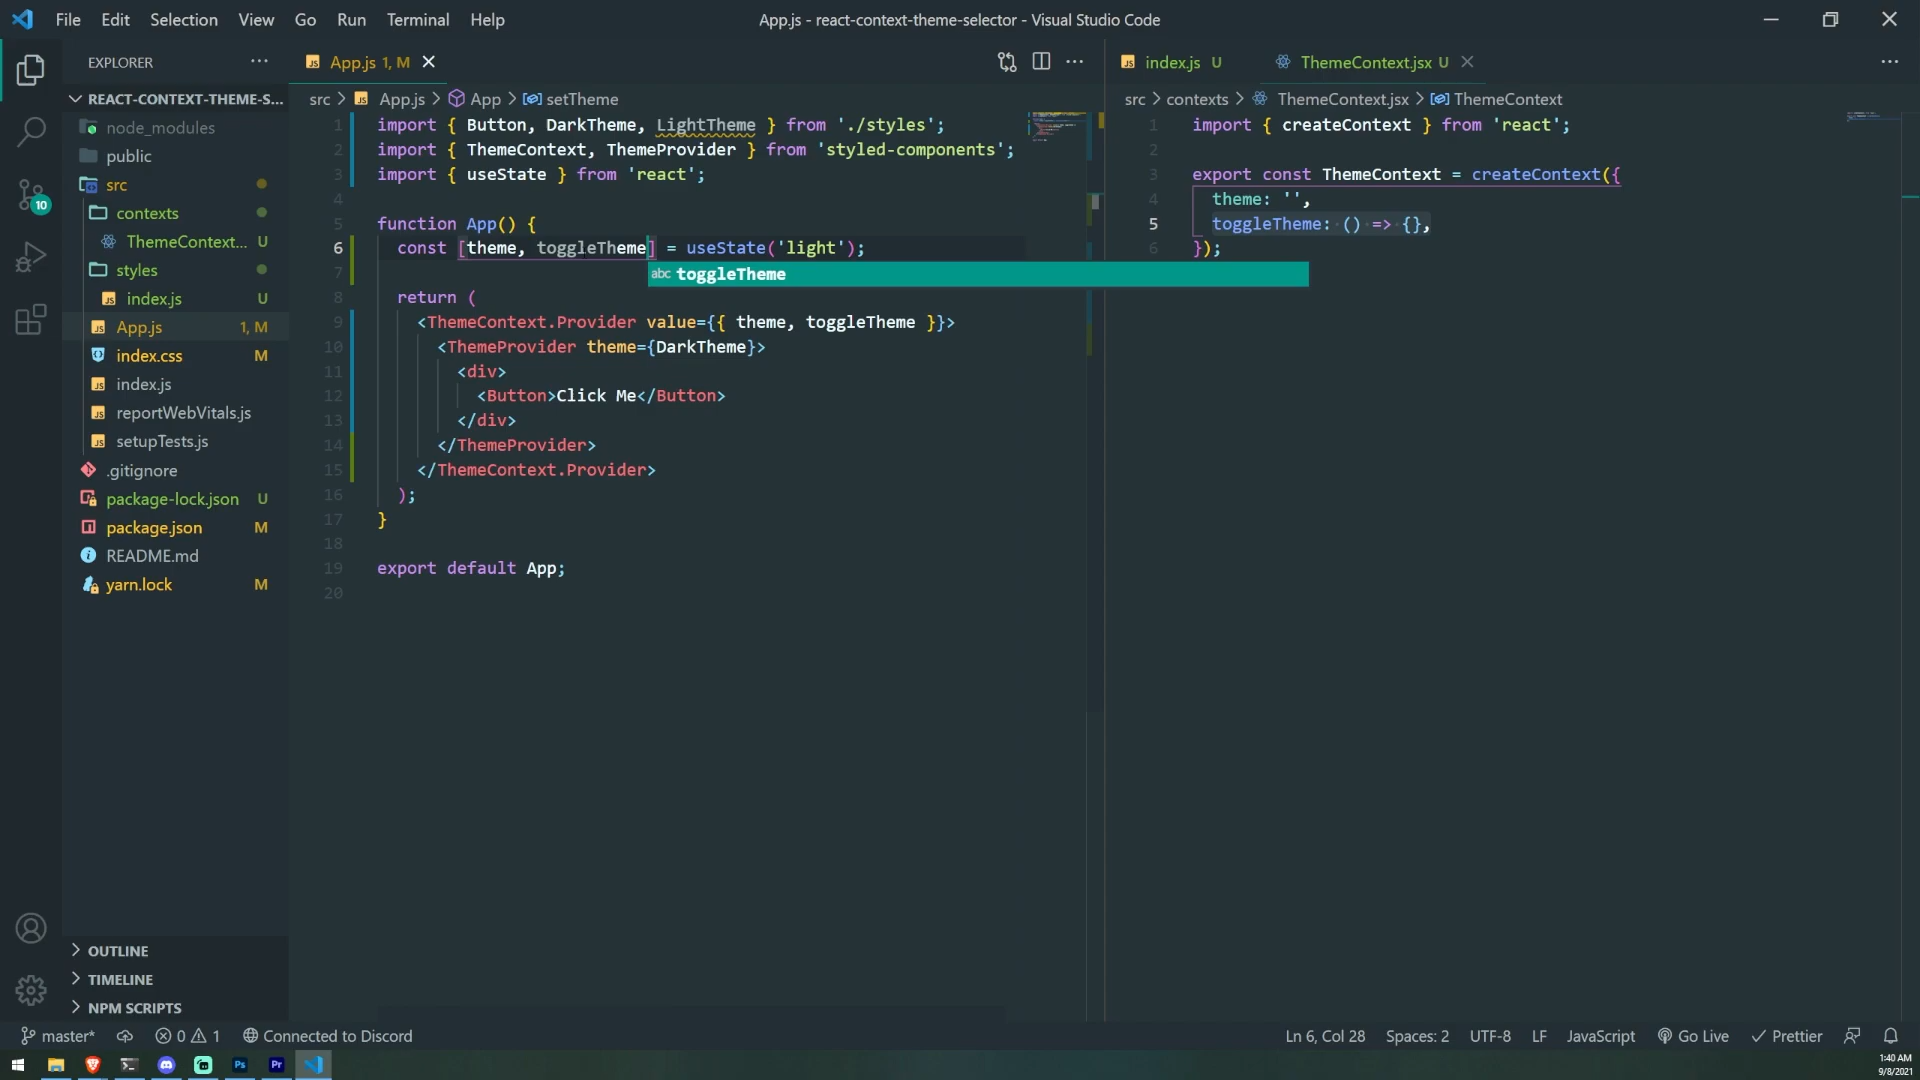 File Edit Selection View Go Run Terminal Help
App.js - react-context-theme-selector - Visual Studio Code
EXPLORER
REACT-CONTEXT-THEME-S...
node_modules
public
src
contexts
ThemeContext... U
styles
index.js U
App.js 1, M
index.css M
index.js
reportWebVitals.js
setupTests.js
.gitignore
package-lock.json U
package.json M
README.md
yarn.lock M
OUTLINE
TIMELINE
NPM SCRIPTS
10
App.js 1, M
src > App.js > App > setTheme
1 import { Button, DarkTheme, LightTheme } from './styles';
2 import { ThemeContext, ThemeProvider } from 'styled-components';
3 import { useState } from 'react';
4
5 function App() {
6 const [theme, toggleTheme] = useState('light');
abc toggleTheme
7
8 return (
9 <ThemeContext.Provider value={{ theme, toggleTheme }}>
10 <ThemeProvider theme={DarkTheme}>
11 <div>
12 <Button>Click Me</Button>
13 </div>
14 </ThemeProvider>
15 </ThemeContext.Provider>
16 );
17 }
18
19 export default App;
20
index.js U
ThemeContext.jsx U
src > contexts > ThemeContext.jsx > ThemeContext
1 import { createContext } from 'react';
2
3 export const ThemeContext = createContext({
4 theme: '',
5 toggleTheme: () => {},
6 });
master* 0 1 Connected to Discord
Ln 6, Col 28 Spaces: 2 UTF-8 LF JavaScript Go Live Prettier
Ps Pr
1:40 AM
9/8/2021